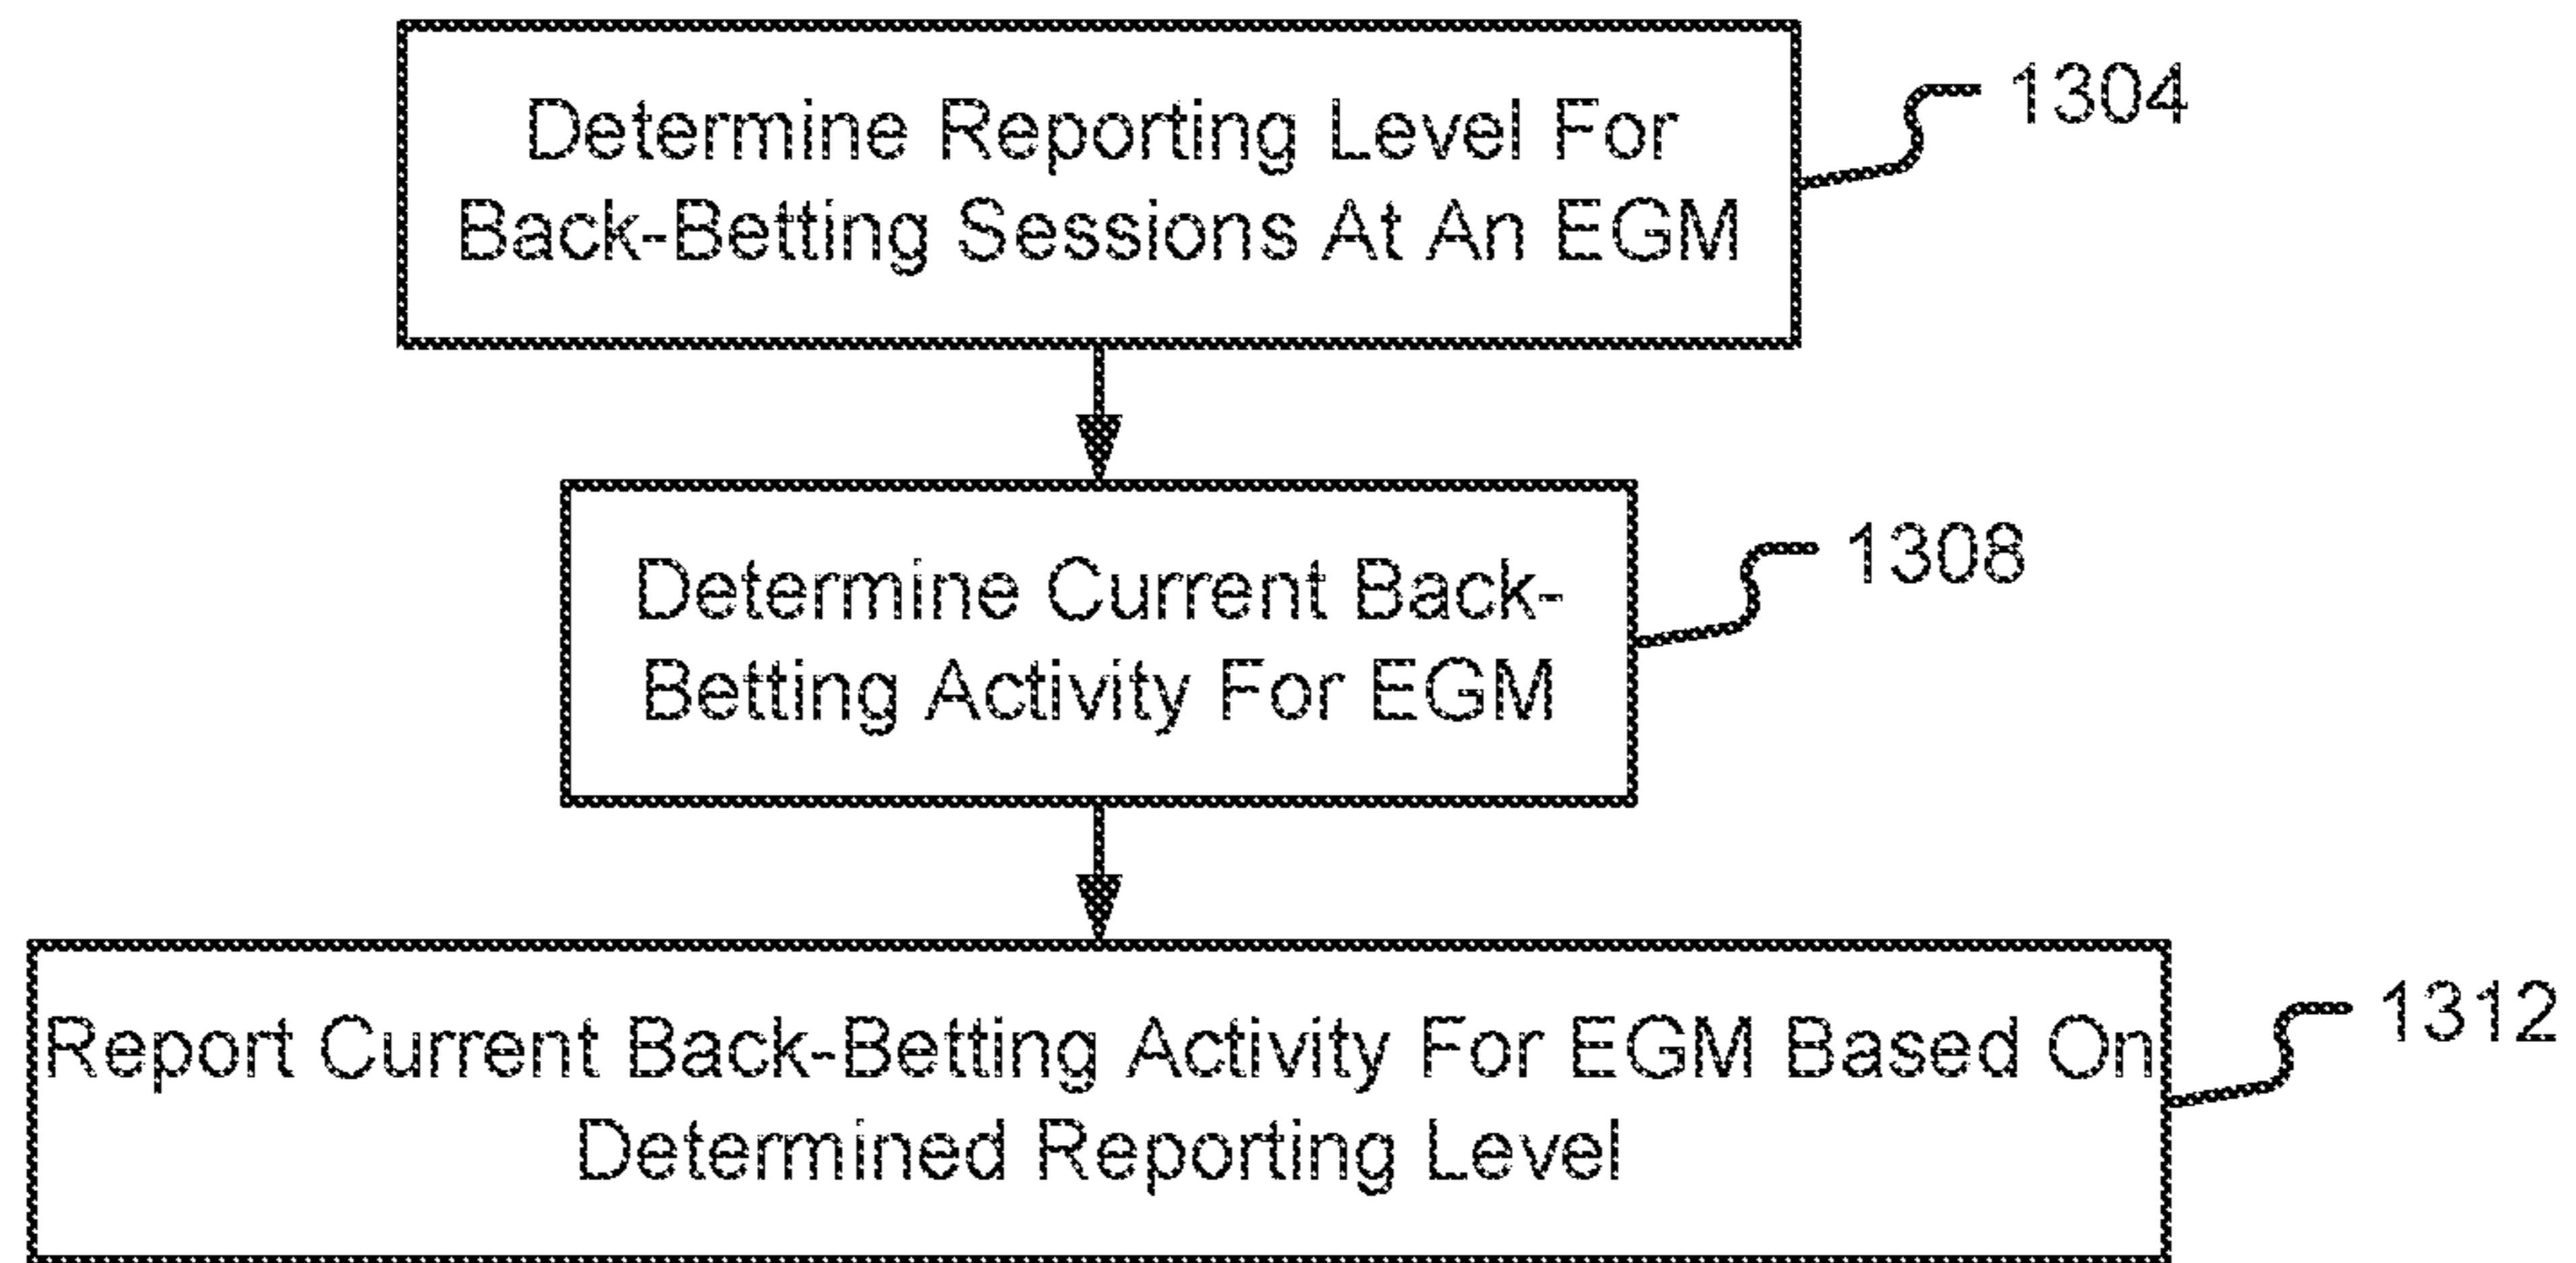 Determine Reporting Level For
Back-Betting Sessions At An EGM
1304
Determine Current Back-
Betting Activity For EGM
1308
Report Current Back-Betting Activity For EGM Based On
Determined Reporting Level
1312